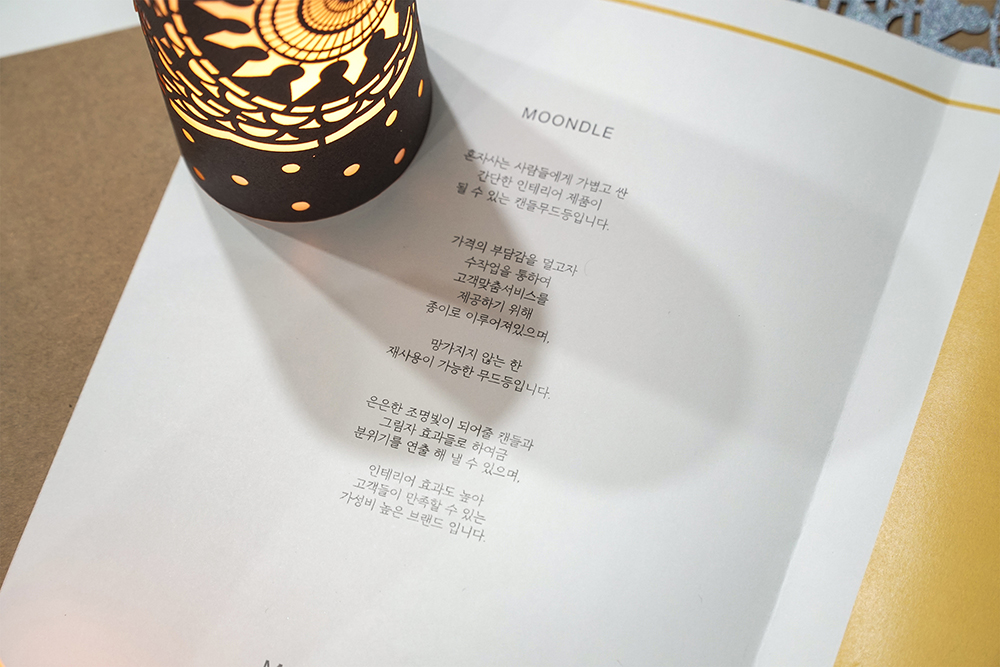 MOONDLE
혼자사는 사람들에게 가볍고 싼
간단한 인테리어 제품이
될 수 있는 캔들무드등입니다.
가격의 부담감을 덜고자
수작업을 통하여
고객맞춤서비스를
제공하기 위해
종이로 이루어져있으며,
망가지지 않는 한
재사용이 가능한 무드등입니다.
은은한 조명빛이 되어줄 캔들과
그림자 효과들로 하여금
분위기를 연출 해 낼 수 있으며,
인테리어 효과도 높아
고객들이 만족할 수 있는
가성비 높은 브랜드 입니다.